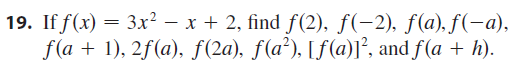 19. If f(x) = 3x² − x + 2, find f(2), f(−2), f(a), f(−a),
f(a + 1), 2f(a), f(2a), f(a²), [f(a)]², and f(a + h).